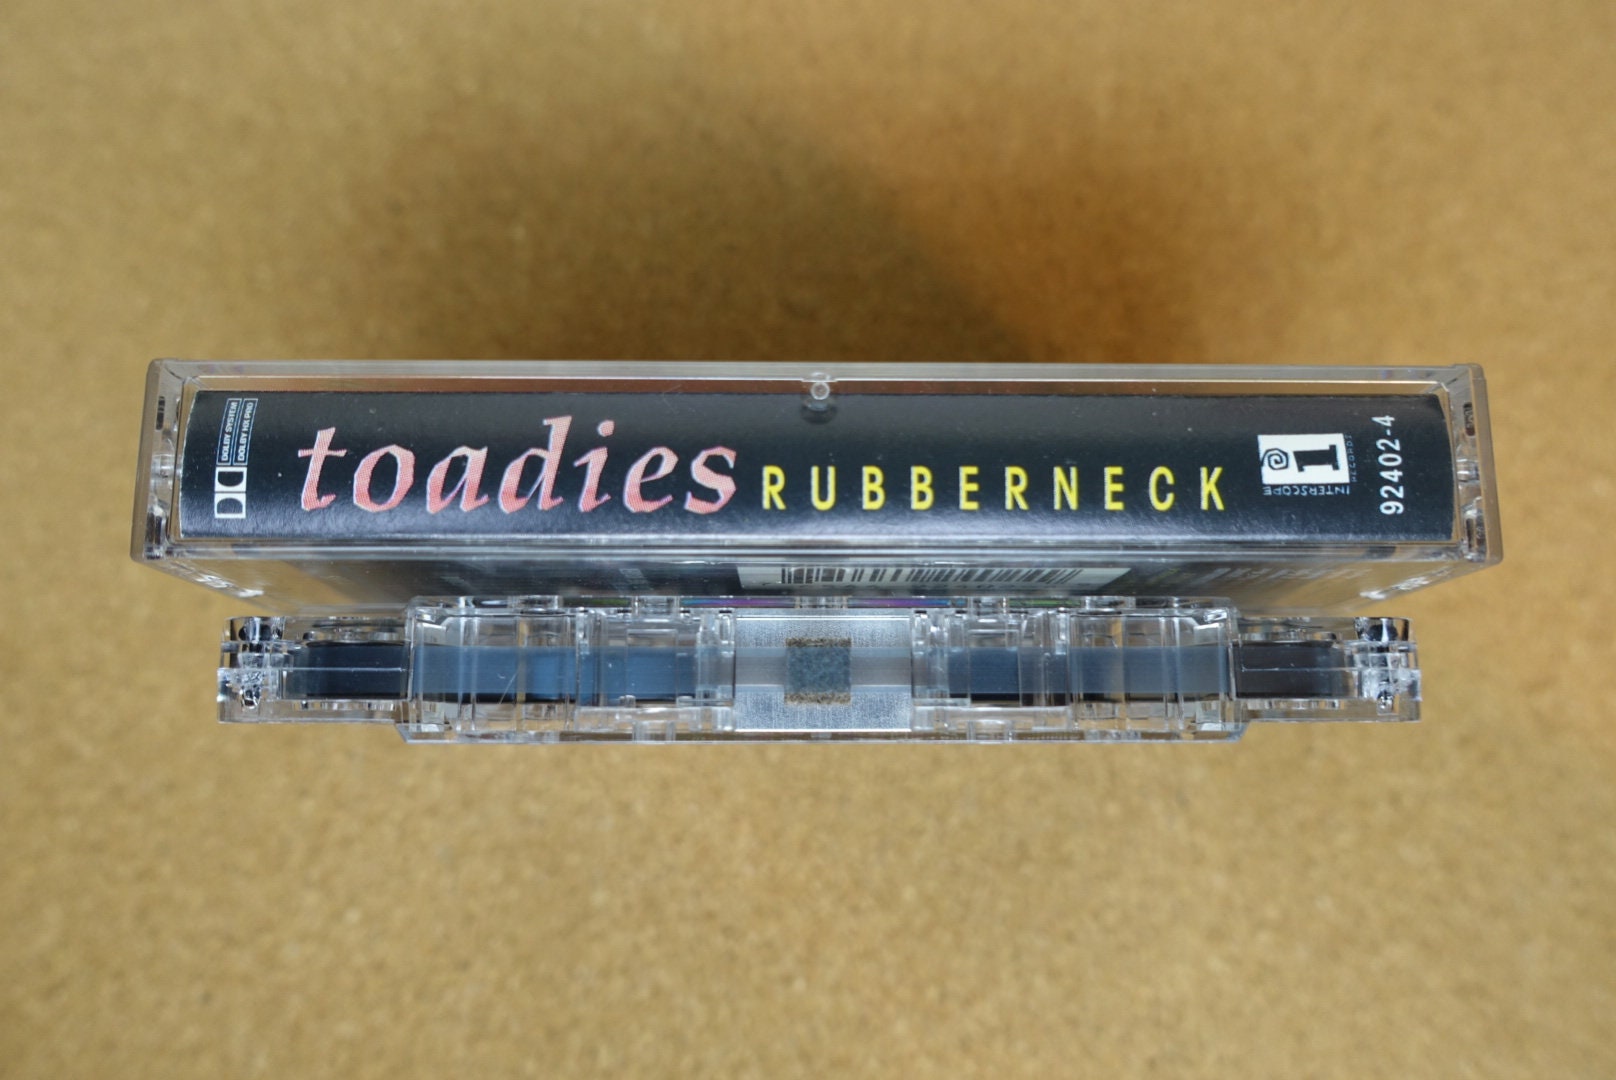 DOLBY SYSTEM
DOLBY HX PRO
toadies RUBBERNECK
i
INTERSCOPE
RECORDS
92402-4